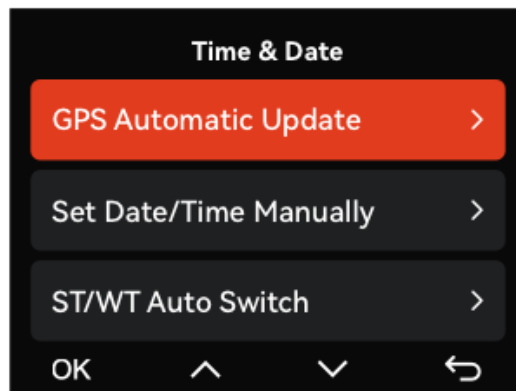 Time & Date
GPS Automatic Update
Set Date/Time Manually
ST/WT Auto Switch
OK